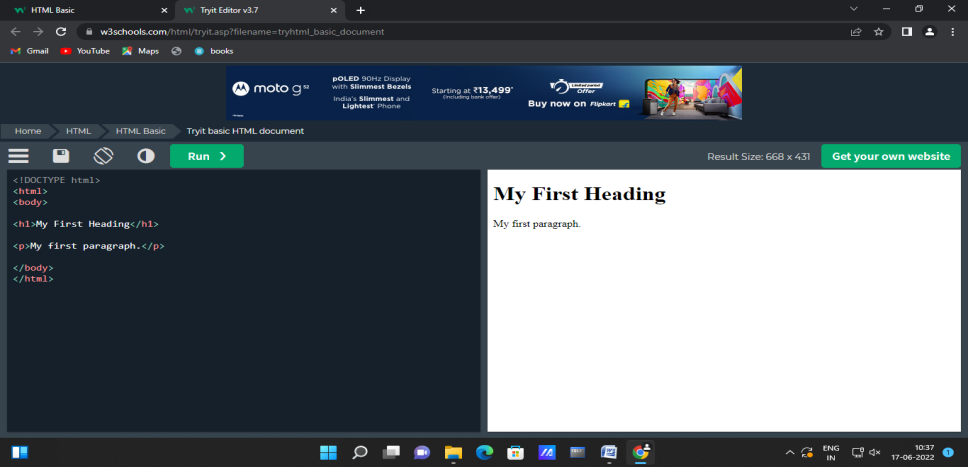 HTML Basic
Tryit Editor v3.7
w3schools.com/html/tryit.asp?filename=tryhtml_basic_document
Gmail
YouTube
Maps
books
moto g52
pOLED 90Hz Display
with Slimmest Bezels
India's Slimmest and
Lightest Phone
Starting at ₹13,499*
(Including bank offer)
Offer
Buy now on Flipkart
Home
HTML
HTML Basic
Tryit basic HTML document
Run ❯
Result Size: 668 x 431
Get your own website
<!DOCTYPE html>
<html>
<body>
<h1>My First Heading</h1>
<p>My first paragraph.</p>
</body>
</html>
My First Heading
My first paragraph.
ENG
IN
10:37
17-06-2022
1